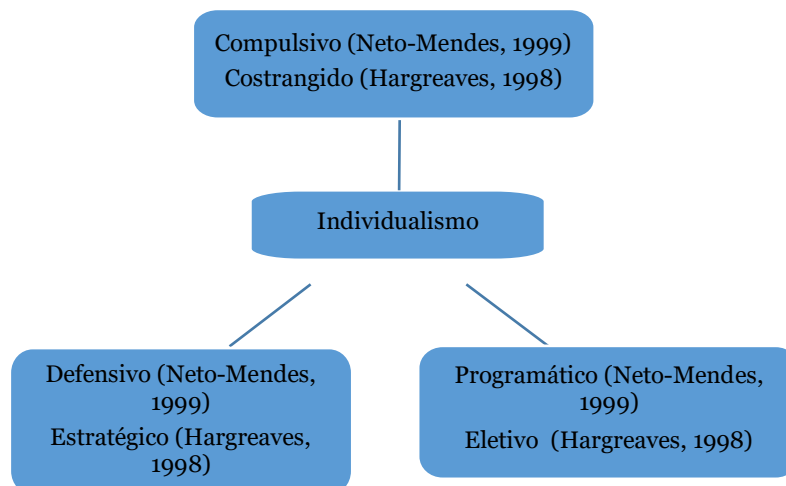 Compulsivo (Neto-Mendes, 1999)
Costrangido (Hargreaves, 1998)
Individualismo
Defensivo (Neto-Mendes,
1999)
Estratégico (Hargreaves,
1998)
Programático (Neto-Mendes,
1999)
Eletivo  (Hargreaves, 1998)